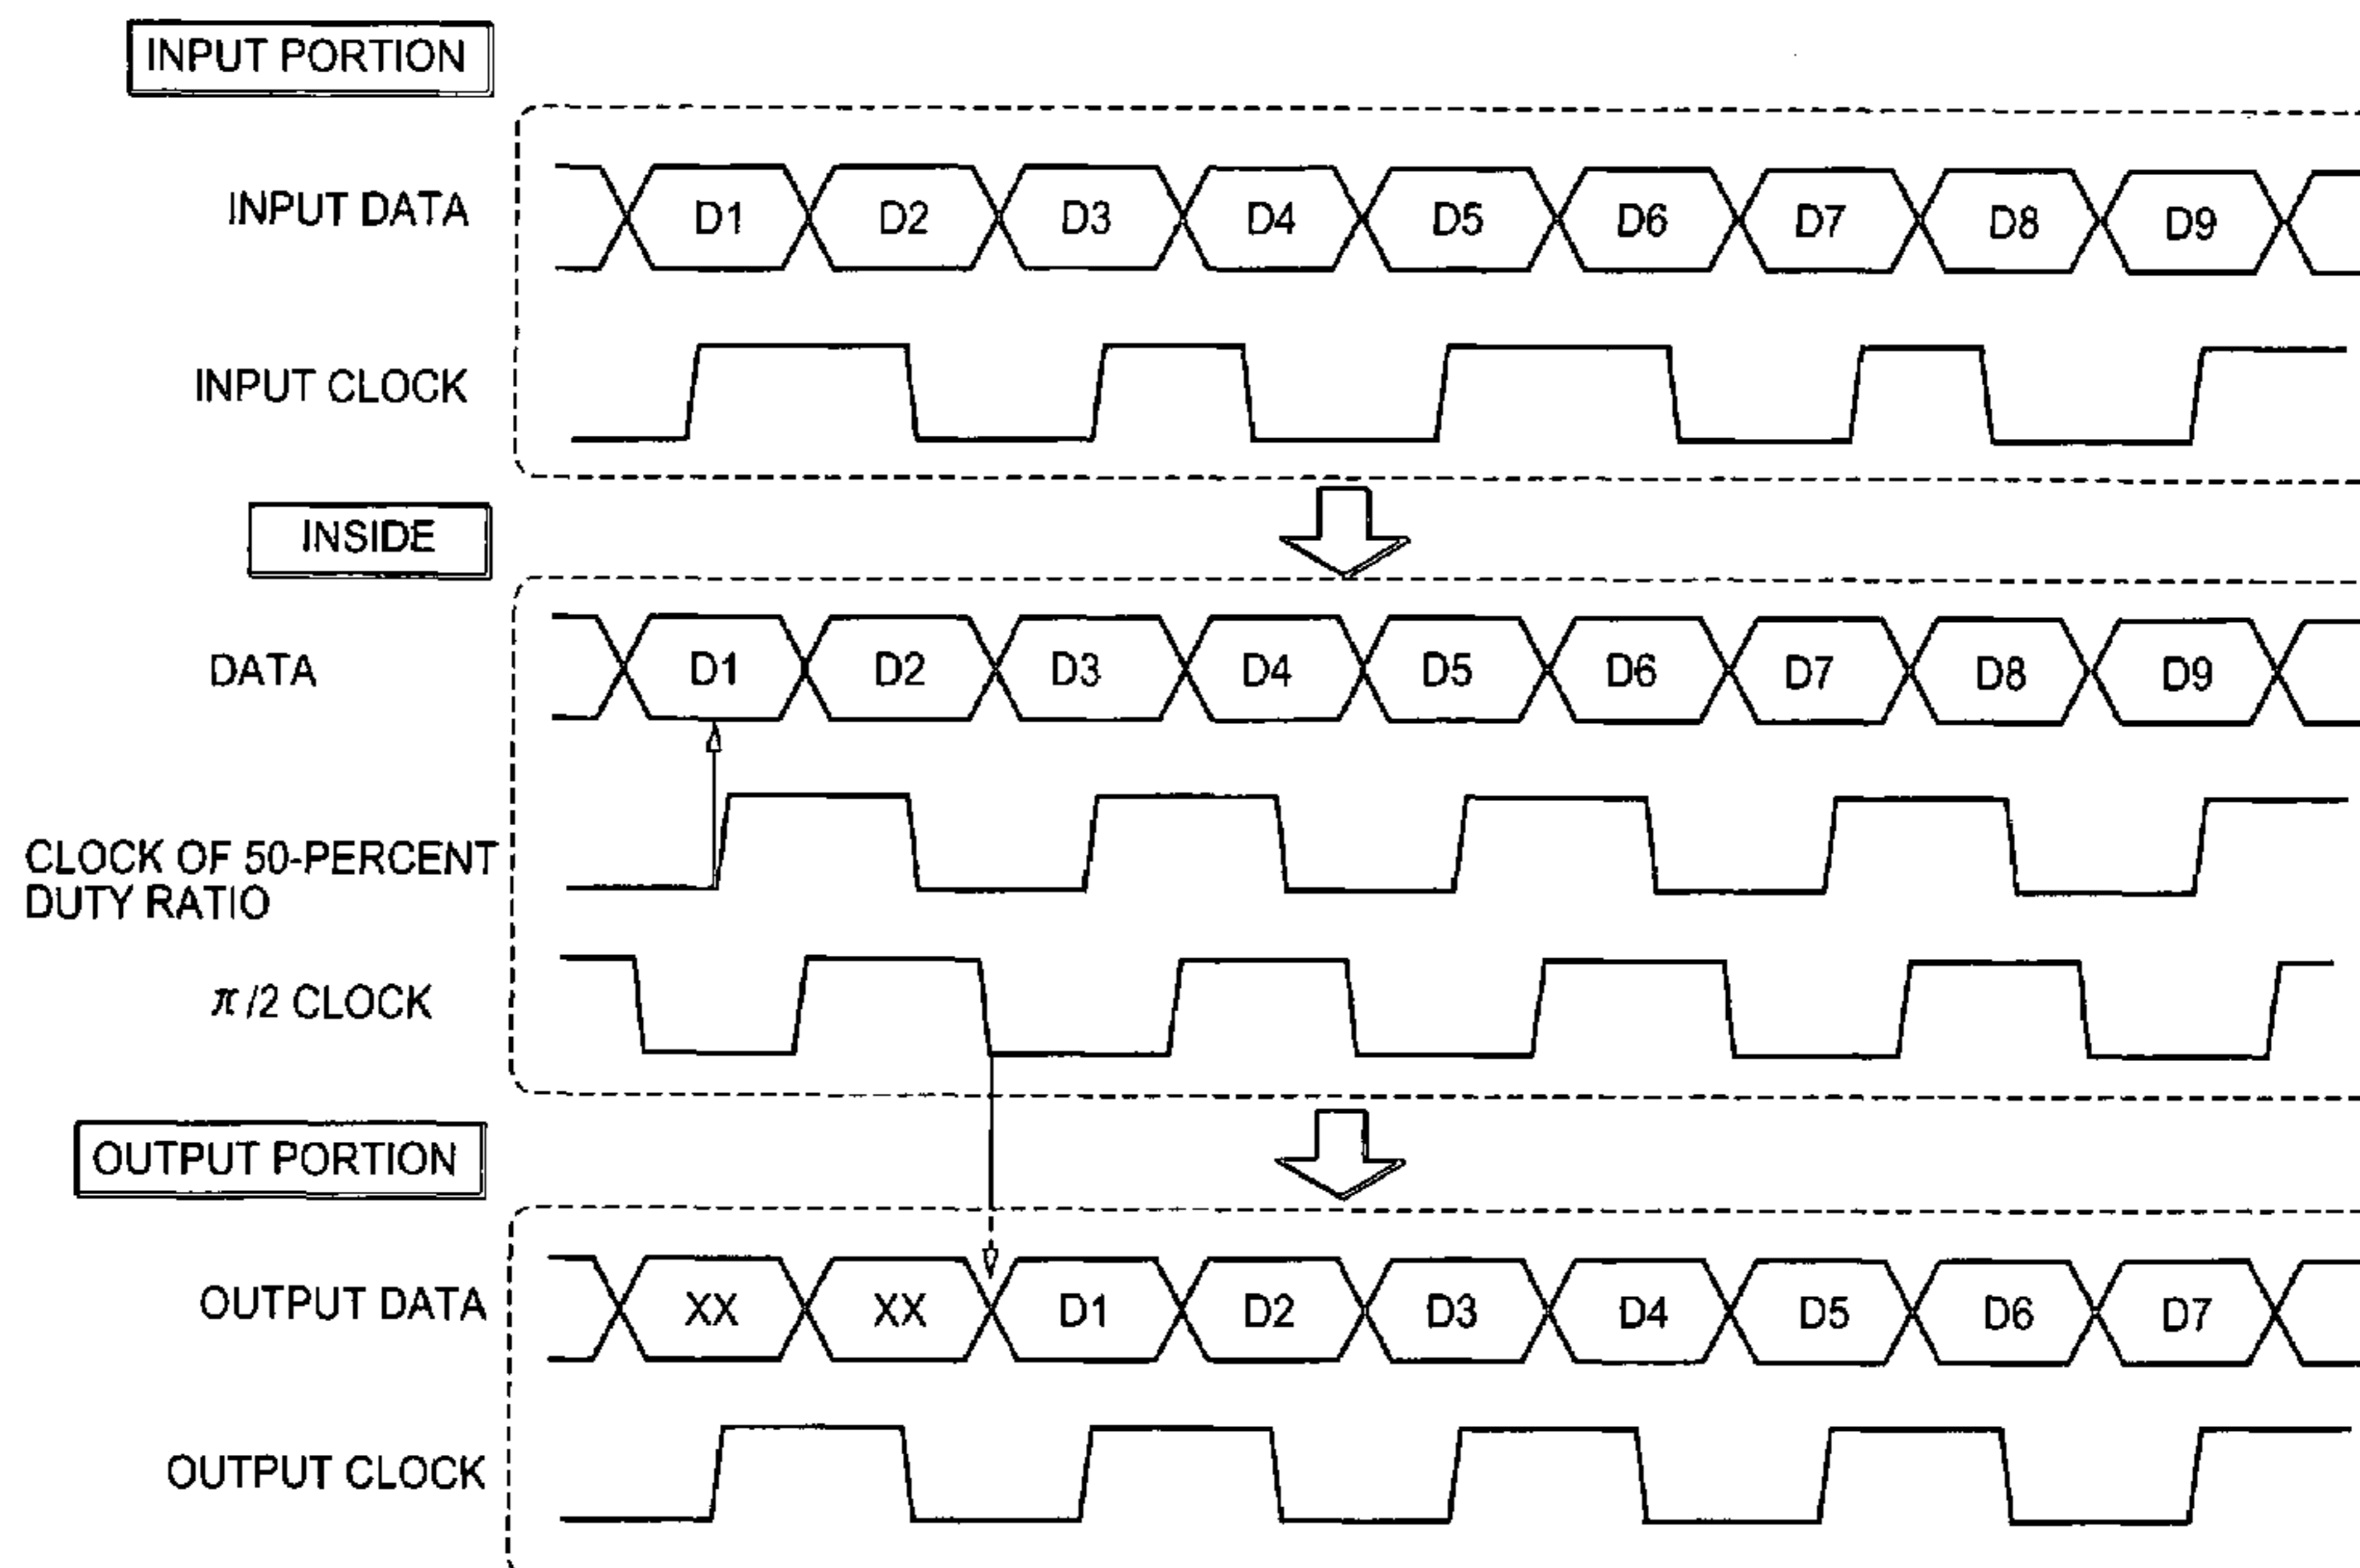 INPUT PORTION
INPUT DATA
D1 D2 D3 D4 D5 D6 D7 D8 D9
INPUT CLOCK
INSIDE
DATA
D1 D2 D3 D4 D5 D6 D7 D8 D9
CLOCK OF 50-PERCENT
DUTY RATIO
π/2 CLOCK
OUTPUT PORTION
OUTPUT DATA
XX XX D1 D2 D3 D4 D5 D6 D7
OUTPUT CLOCK